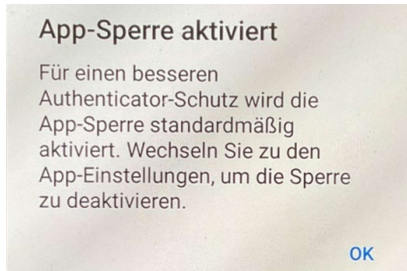 App-Sperre aktiviert
Für einen besseren
Authenticator-Schutz wird die
App-Sperre standardmäßig
aktiviert. Wechseln Sie zu den
App-Einstellungen, um die Sperre
zu deaktivieren.
OK